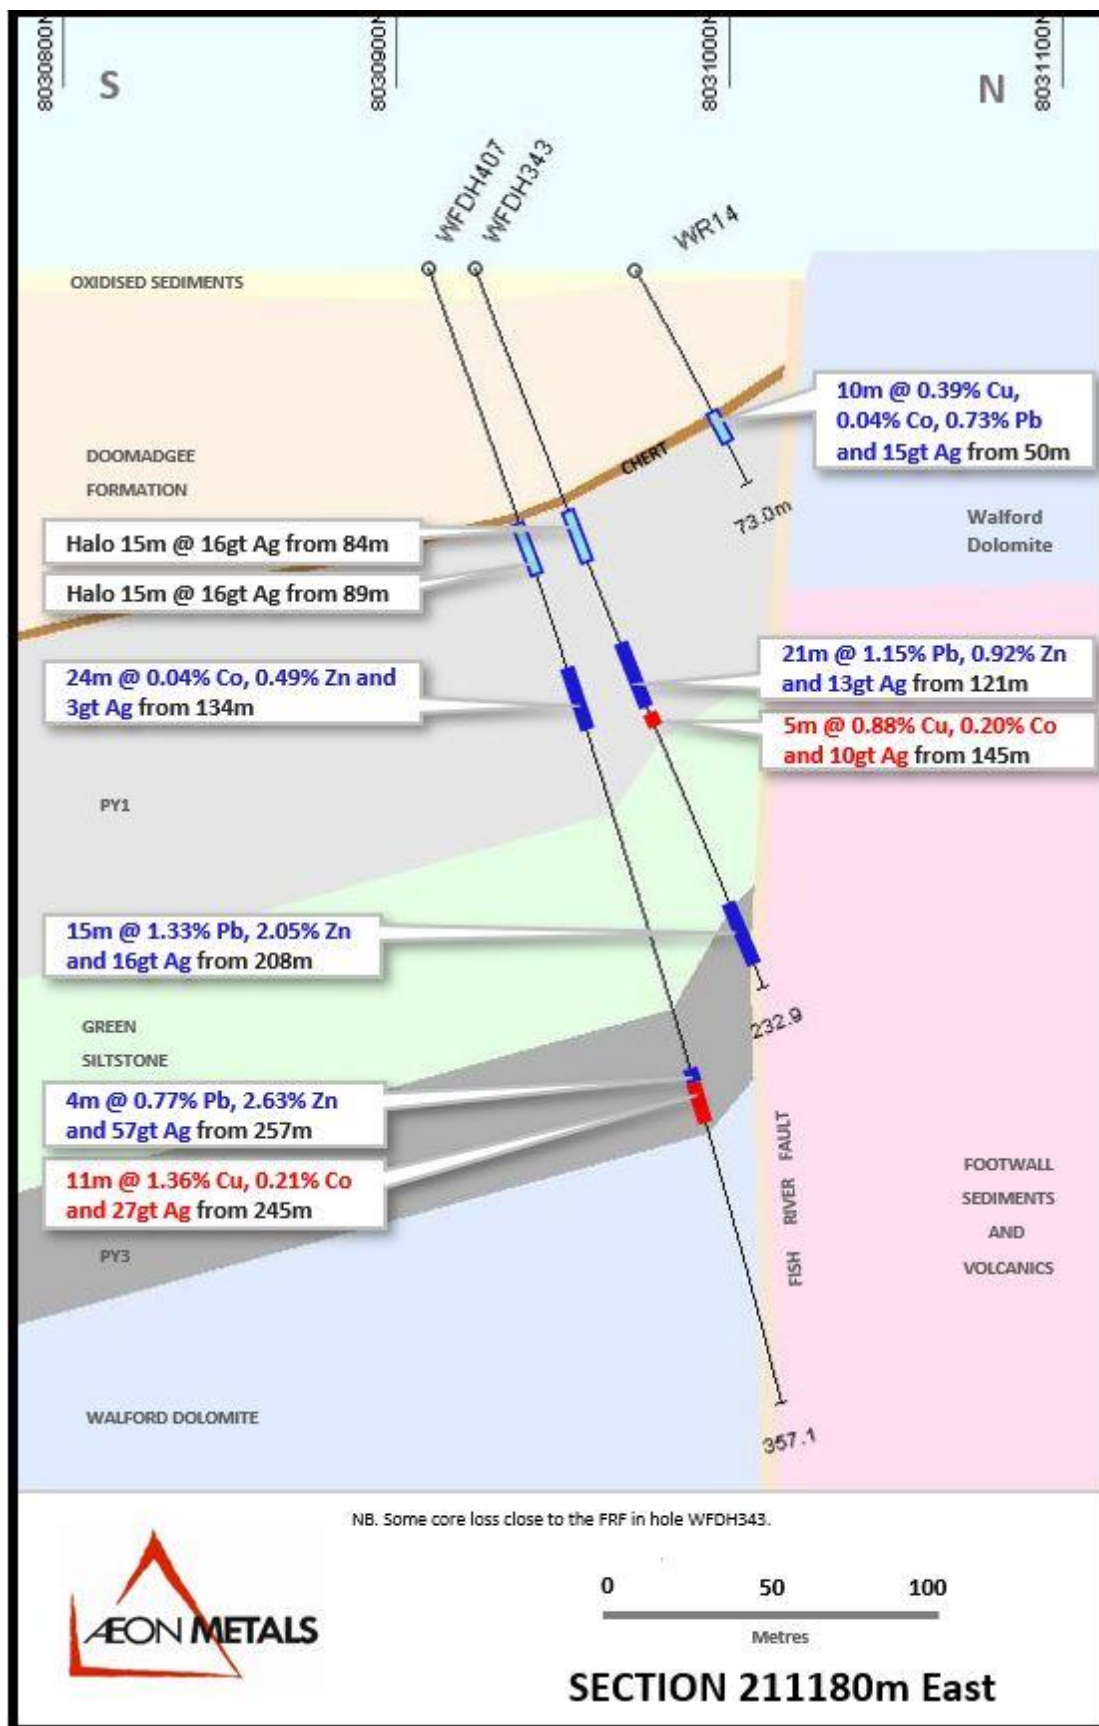 8030800N
8030900N
8031000N
8031100N
S
N
WFDH407
WFDH343
WR14
OXIDISED SEDIMENTS
10m @ 0.39% Cu,
0.04% Co, 0.73% Pb
and 15gt Ag from 50m
DOOMADGEE
FORMATION
CHERT
73.0m
Walford
Dolomite
Halo 15m @ 16gt Ag from 84m
Halo 15m @ 16gt Ag from 89m
24m @ 0.04% Co, 0.49% Zn and
3gt Ag from 134m
21m @ 1.15% Pb, 0.92% Zn
and 13gt Ag from 121m
5m @ 0.88% Cu, 0.20% Co
and 10gt Ag from 145m
PY1
15m @ 1.33% Pb, 2.05% Zn
and 16gt Ag from 208m
232.9
GREEN
SILTSTONE
4m @ 0.77% Pb, 2.63% Zn
and 57gt Ag from 257m
11m @ 1.36% Cu, 0.21% Co
and 27gt Ag from 245m
PY3
FISH RIVER FAULT
FOOTWALL
SEDIMENTS
AND
VOLCANICS
WALFORD DOLOMITE
357.1
NB. Some core loss close to the FRF in hole WFDH343.
ÆON METALS
0 50 100
Metres
SECTION 211180m East